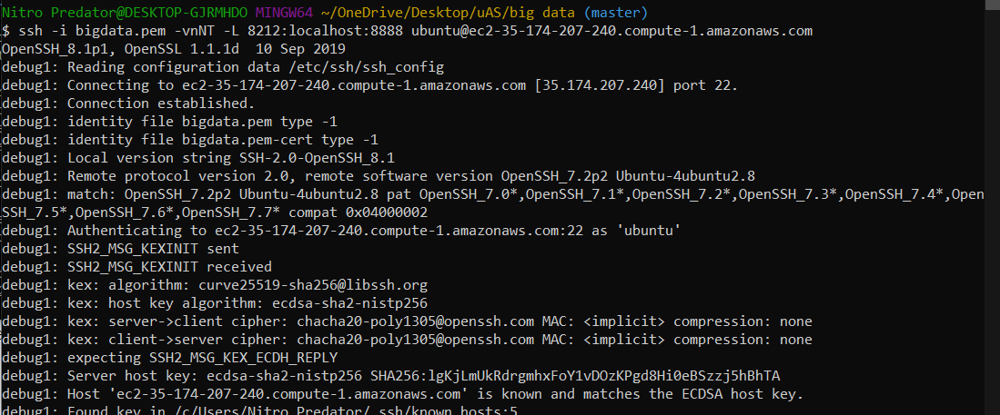 Nitro Predator@DESKTOP-GJRMHDO MINGW64 ~/OneDrive/Desktop/uAS/big data (master)
$ ssh -i bigdata.pem -vnNT -L 8212:localhost:8888 ubuntu@ec2-35-174-207-240.compute-1.amazonaws.com
OpenSSH_8.1p1, OpenSSL 1.1.1d  10 Sep 2019
debug1: Reading configuration data /etc/ssh/ssh_config
debug1: Connecting to ec2-35-174-207-240.compute-1.amazonaws.com [35.174.207.240] port 22.
debug1: Connection established.
debug1: identity file bigdata.pem type -1
debug1: identity file bigdata.pem-cert type -1
debug1: Local version string SSH-2.0-OpenSSH_8.1
debug1: Remote protocol version 2.0, remote software version OpenSSH_7.2p2 Ubuntu-4ubuntu2.8
debug1: match: OpenSSH_7.2p2 Ubuntu-4ubuntu2.8 pat OpenSSH_7.0*,OpenSSH_7.1*,OpenSSH_7.2*,OpenSSH_7.3*,OpenSSH_7.4*,Open
SSH_7.5*,OpenSSH_7.6*,OpenSSH_7.7* compat 0x04000002
debug1: Authenticating to ec2-35-174-207-240.compute-1.amazonaws.com:22 as 'ubuntu'
debug1: SSH2_MSG_KEXINIT sent
debug1: SSH2_MSG_KEXINIT received
debug1: kex: algorithm: curve25519-sha256@libssh.org
debug1: kex: host key algorithm: ecdsa-sha2-nistp256
debug1: kex: server->client cipher: chacha20-poly1305@openssh.com MAC: <implicit> compression: none
debug1: kex: client->server cipher: chacha20-poly1305@openssh.com MAC: <implicit> compression: none
debug1: expecting SSH2_MSG_KEX_ECDH_REPLY
debug1: Server host key: ecdsa-sha2-nistp256 SHA256:lgKjLmUkRdrgmhxFoY1vDOzKPgd8Hi0eBSzzj5hBhTA
debug1: Host 'ec2-35-174-207-240.compute-1.amazonaws.com' is known and matches the ECDSA host key.
debug1: Found key in /c/Users/Nitro Predator/.ssh/known_hosts:5